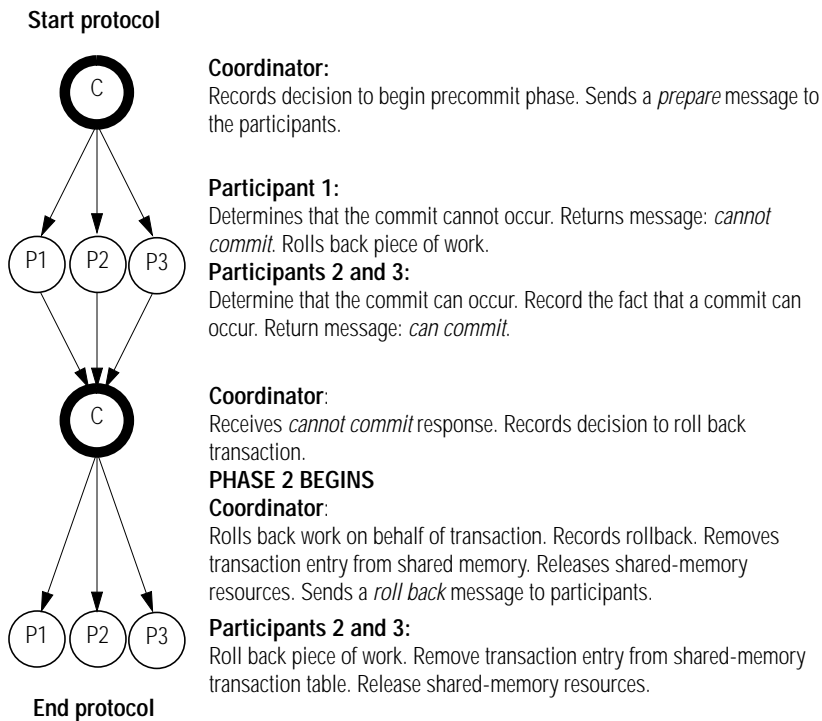 Start protocol
C
Coordinator:
Records decision to begin precommit phase. Sends a prepare message to
the participants.
Participant 1:
Determines that the commit cannot occur. Returns message: cannot
commit. Rolls back piece of work.
P1 P2 P3
Participants 2 and 3:
Determine that the commit can occur. Record the fact that a commit can
occur. Return message: can commit.
C
Coordinator:
Receives cannot commit response. Records decision to roll back
transaction.
PHASE 2 BEGINS
Coordinator:
Rolls back work on behalf of transaction. Records rollback. Removes
transaction entry from shared memory. Releases shared-memory
resources. Sends a roll back message to participants.
P1 P2 P3
Participants 2 and 3:
Roll back piece of work. Remove transaction entry from shared-memory
transaction table. Release shared-memory resources.
End protocol